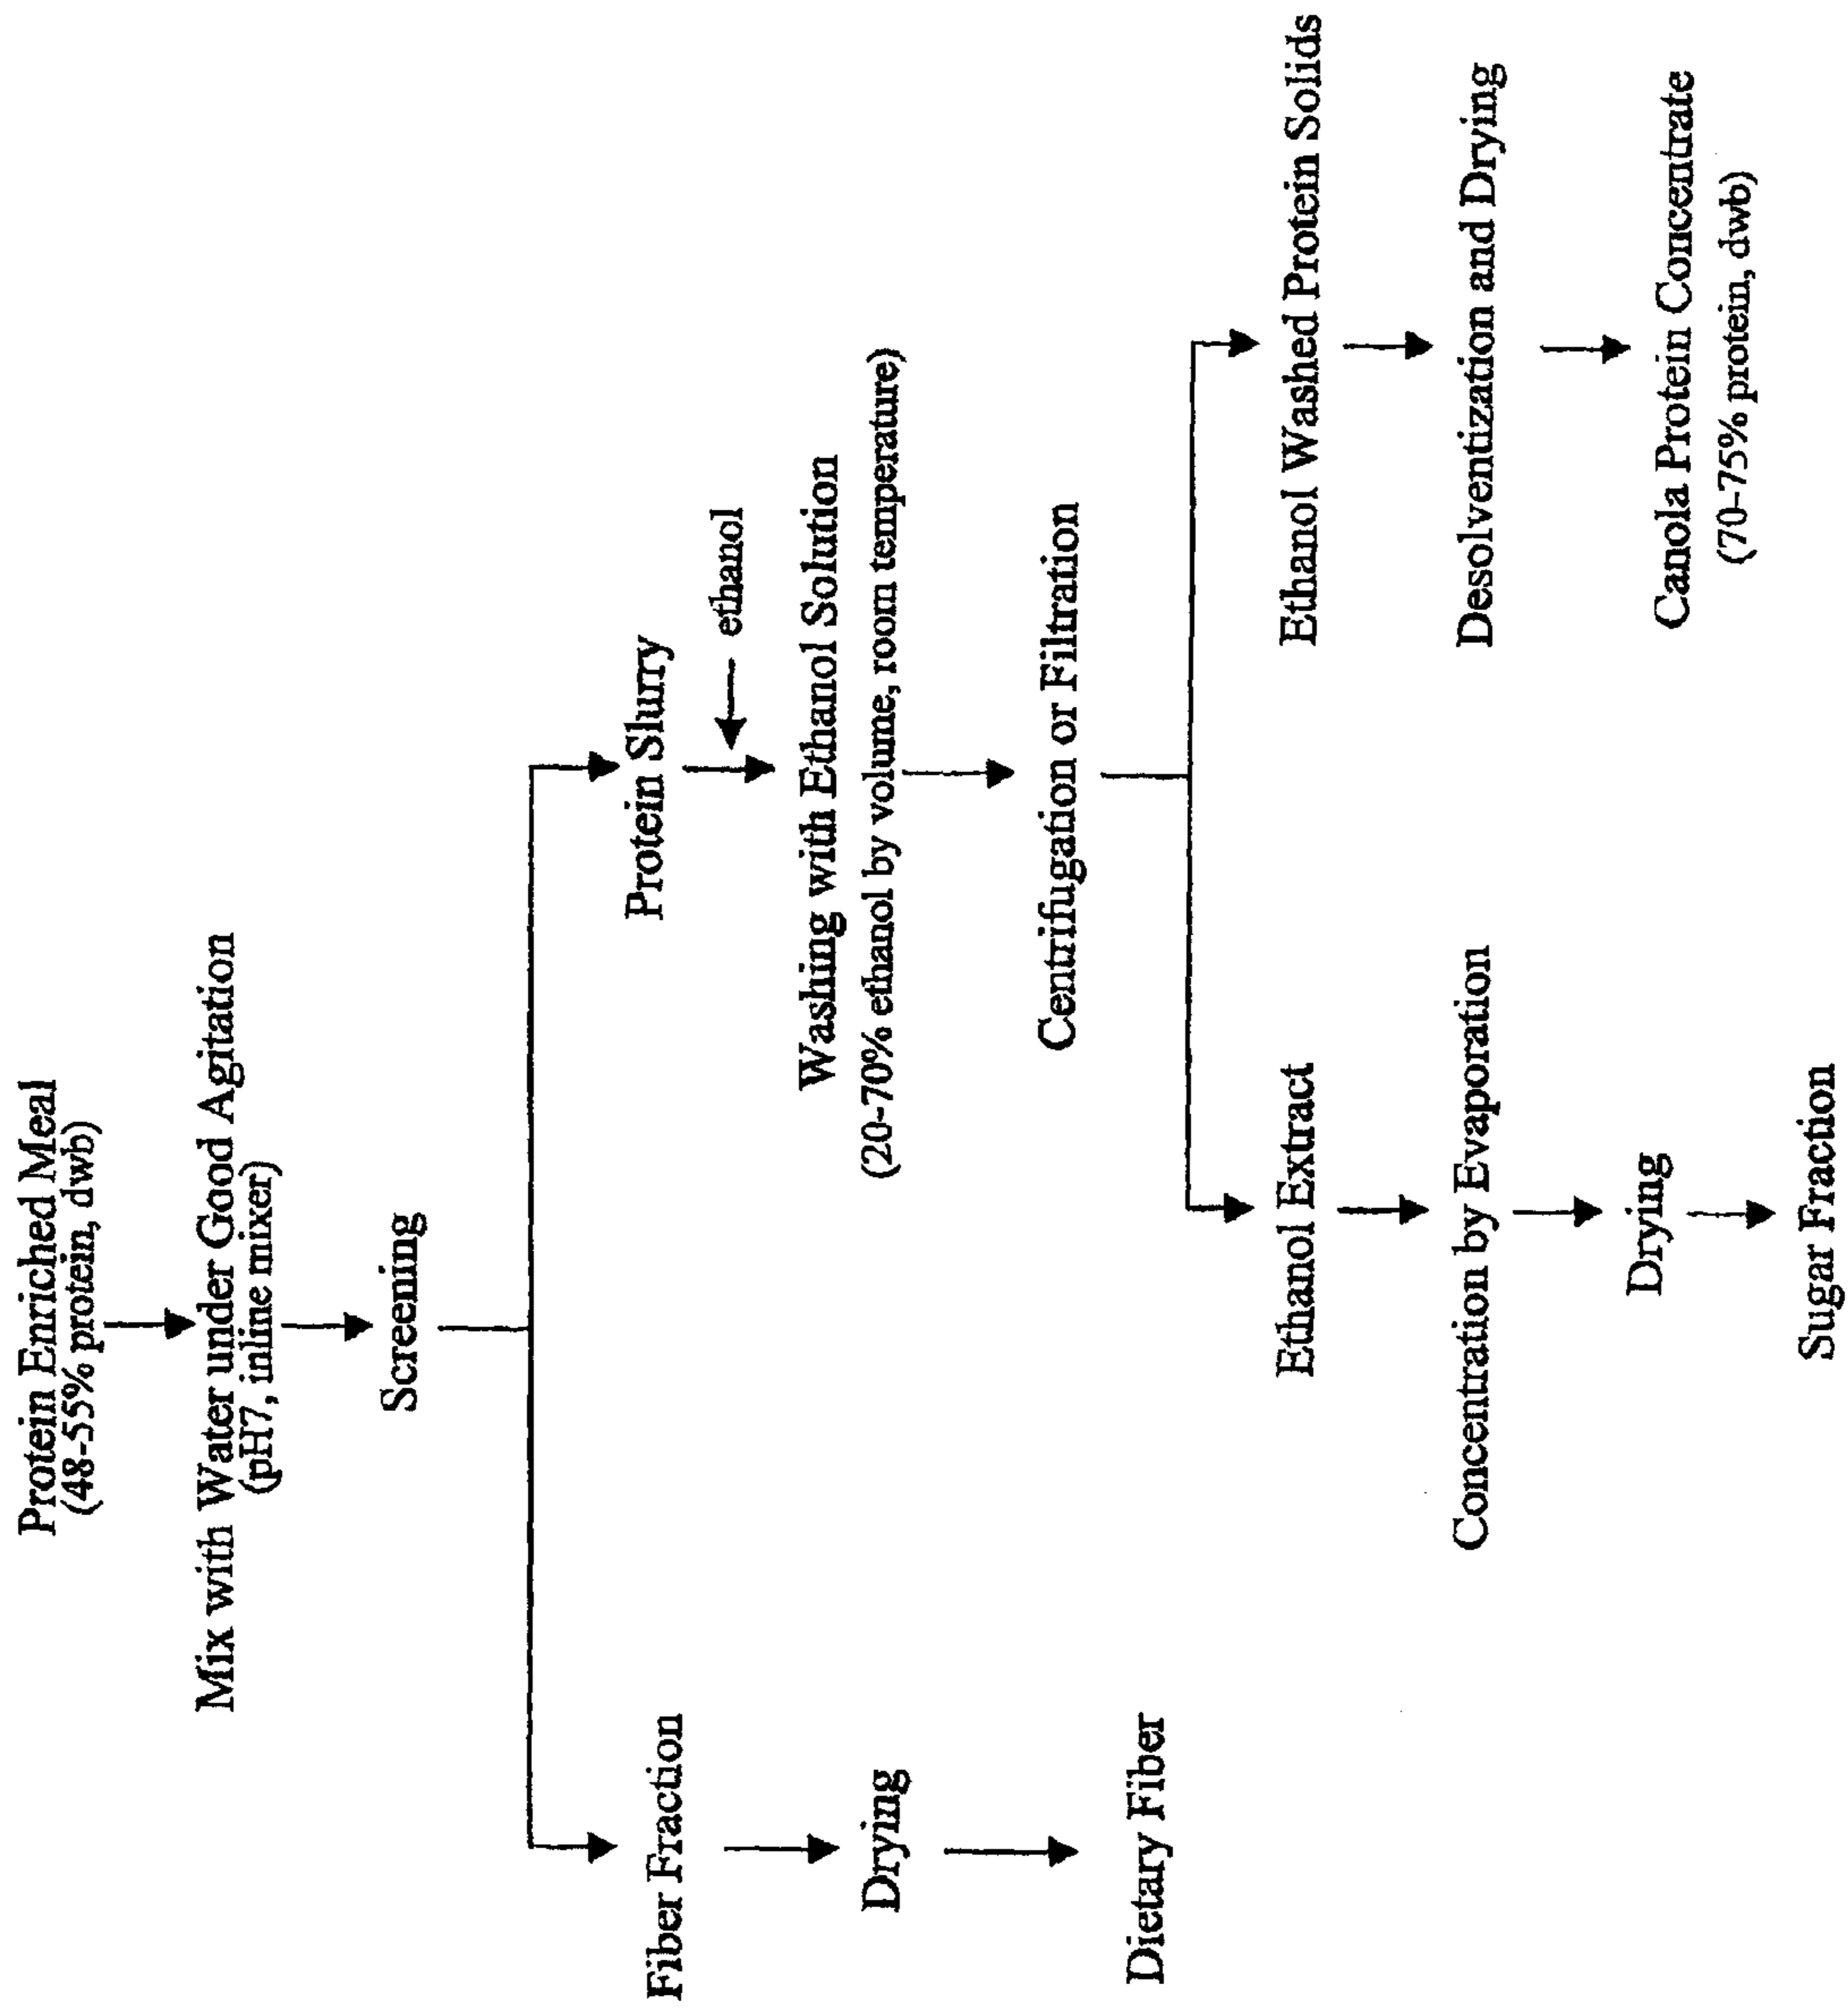 Protein Enriched Meal
(48-55% protein, dwb)
Mix with Water under Good Agitation
(pH7, inline mixer)
Screening
Fiber Fraction
Drying
Dietary Fiber
Protein Slurry
ethanol
Washing with Ethanol Solution
(20-70% ethanol by volume, room temperature)
Centrifugation or Filtration
Ethanol Extract
Concentration by Evaporation
Drying
Sugar Fraction
Ethanol Washed Protein Solids
Desolventization and Drying
Canola Protein Concentrate
(70-75% protein, dwb)